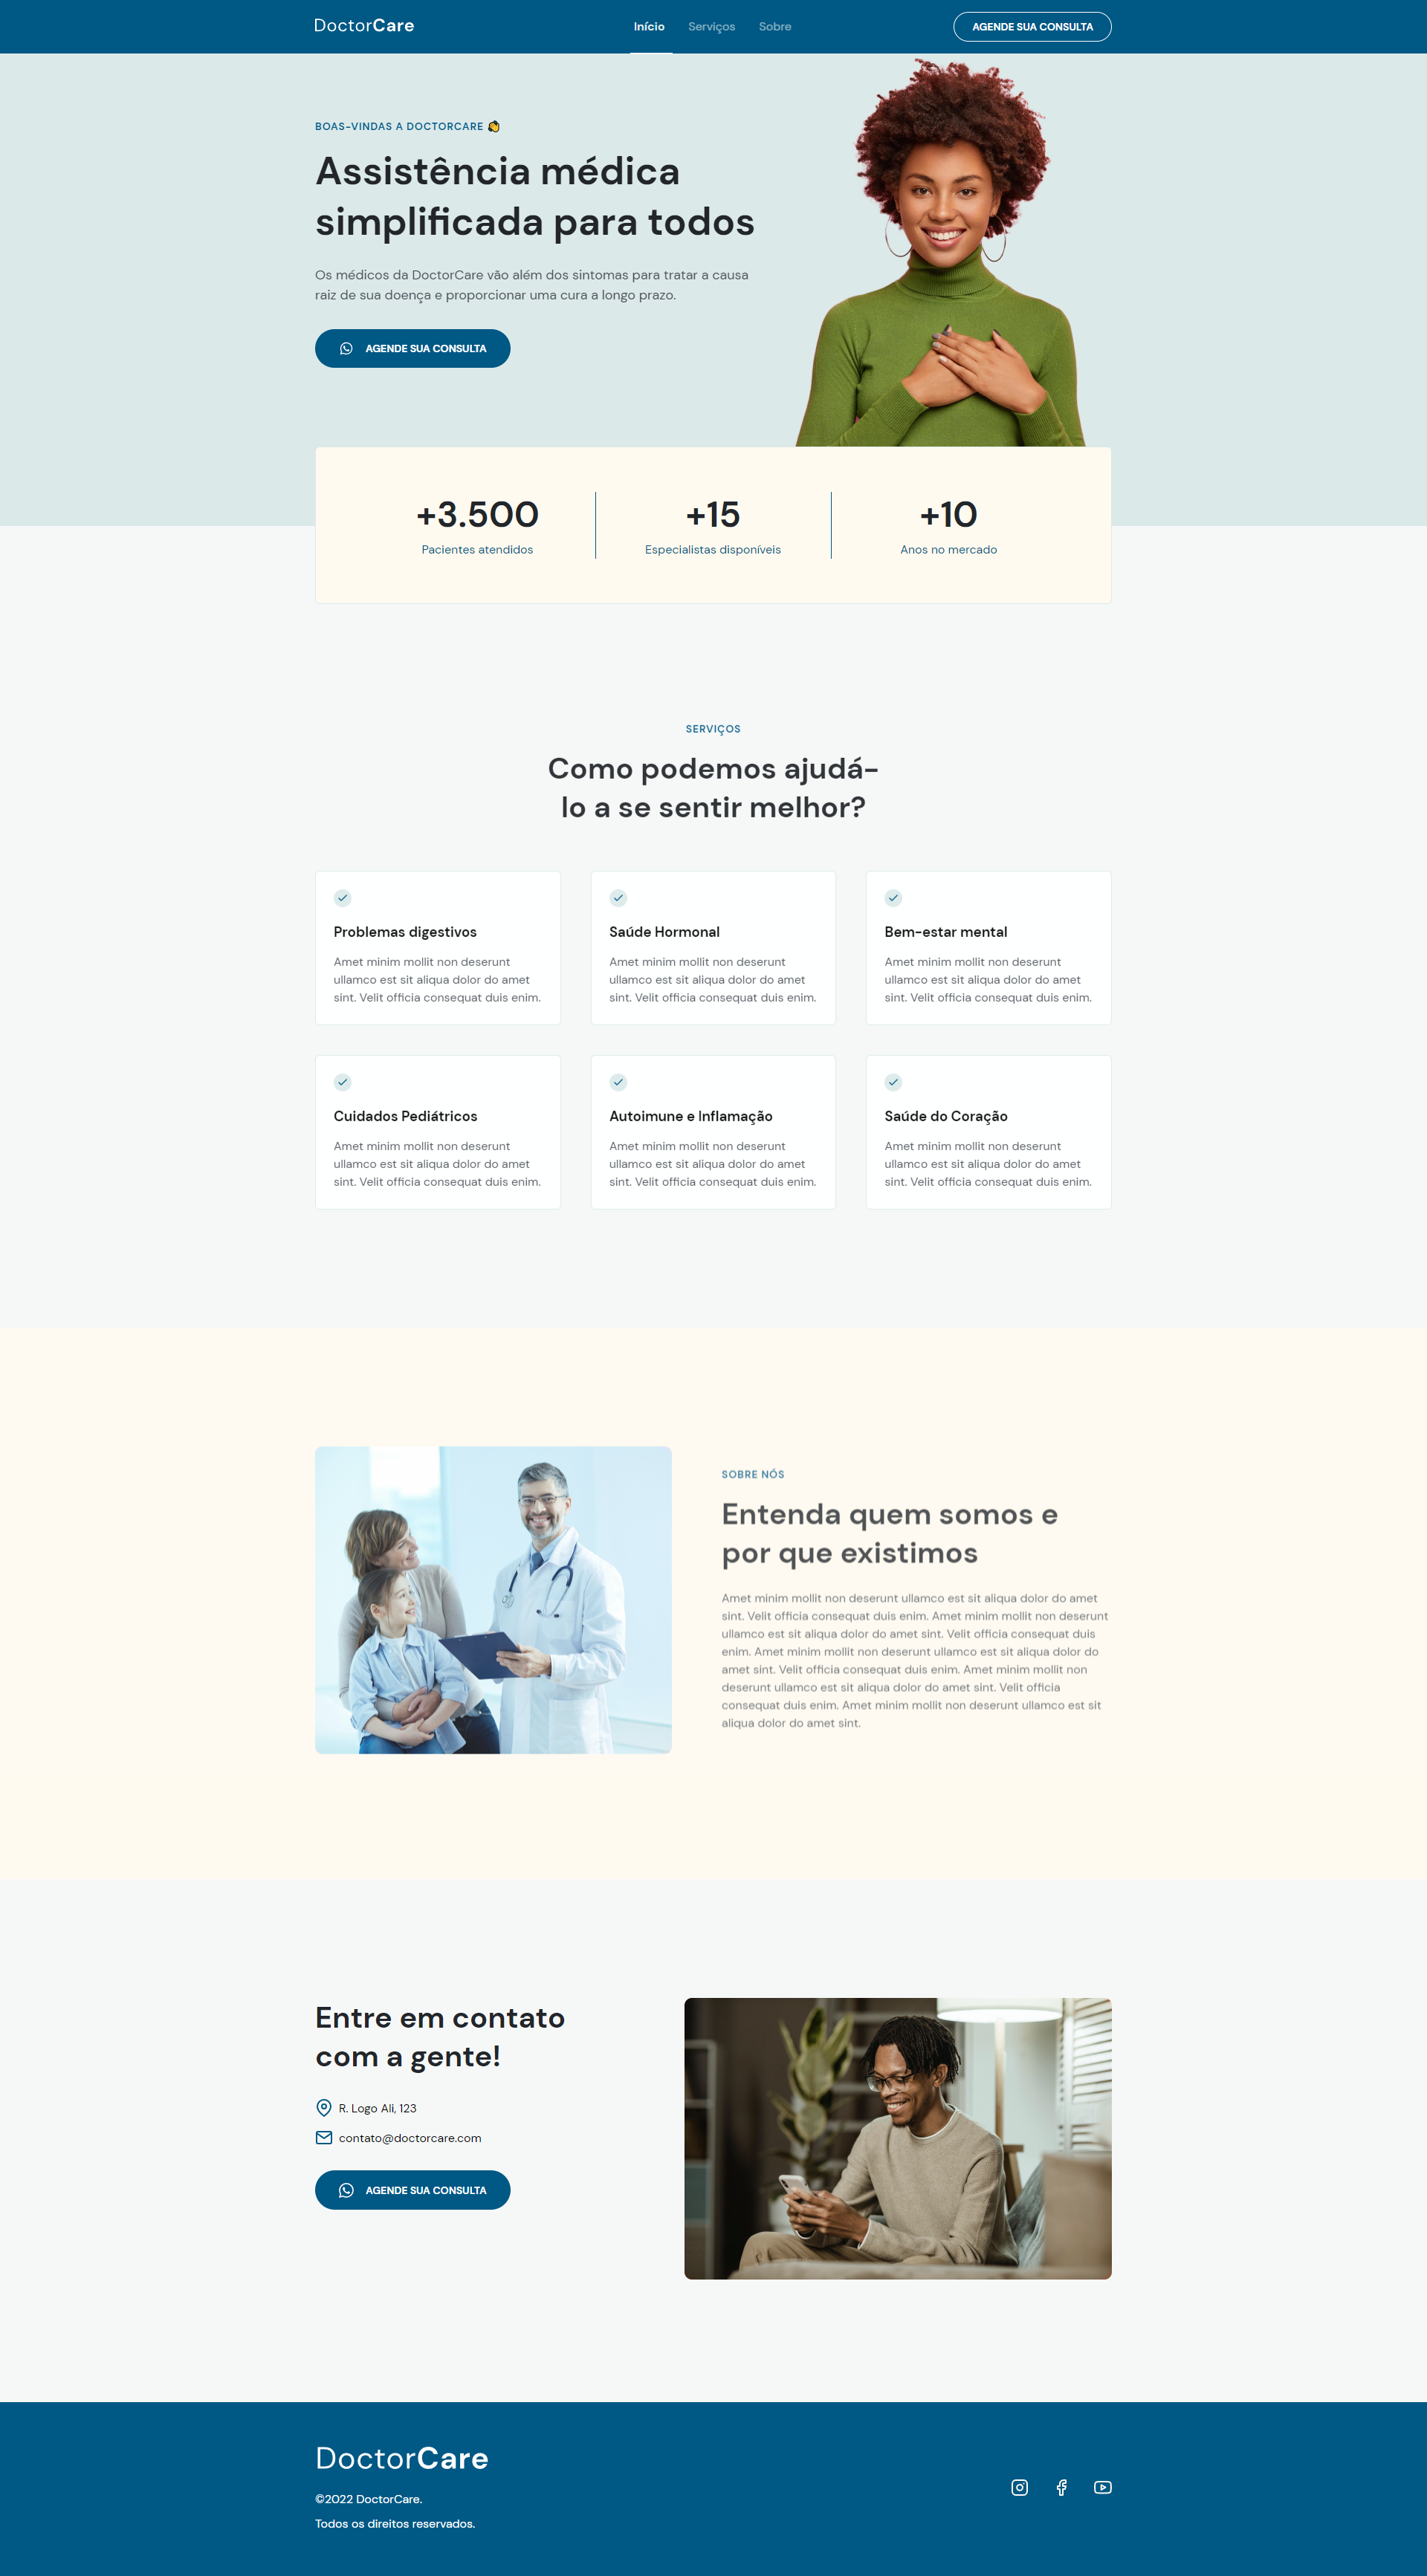 DoctorCare
Início Serviços Sobre
AGENDE SUA CONSULTA
BOAS-VINDAS A DOCTORCARE 👋
Assistência médica
simplificada para todos
Os médicos da DoctorCare vão além dos sintomas para tratar a causa
raiz de sua doença e proporcionar uma cura a longo prazo.
AGENDE SUA CONSULTA
+3.500
Pacientes atendidos
+15
Especialistas disponíveis
+10
Anos no mercado
SERVIÇOS
Como podemos ajudá-
lo a se sentir melhor?
Problemas digestivos
Amet minim mollit non deserunt
ullamco est sit aliqua dolor do amet
sint. Velit officia consequat duis enim.
Saúde Hormonal
Amet minim mollit non deserunt
ullamco est sit aliqua dolor do amet
sint. Velit officia consequat duis enim.
Bem-estar mental
Amet minim mollit non deserunt
ullamco est sit aliqua dolor do amet
sint. Velit officia consequat duis enim.
Cuidados Pediátricos
Amet minim mollit non deserunt
ullamco est sit aliqua dolor do amet
sint. Velit officia consequat duis enim.
Autoimune e Inflamação
Amet minim mollit non deserunt
ullamco est sit aliqua dolor do amet
sint. Velit officia consequat duis enim.
Saúde do Coração
Amet minim mollit non deserunt
ullamco est sit aliqua dolor do amet
sint. Velit officia consequat duis enim.
SOBRE NÓS
Entenda quem somos e
por que existimos
Amet minim mollit non deserunt ullamco est sit aliqua dolor do amet
sint. Velit officia consequat duis enim. Amet minim mollit non deserunt
ullamco est sit aliqua dolor do amet sint. Velit officia consequat duis
enim. Amet minim mollit non deserunt ullamco est sit aliqua dolor do
amet sint. Velit officia consequat duis enim. Amet minim mollit non
deserunt ullamco est sit aliqua dolor do amet sint. Velit officia
consequat duis enim. Amet minim mollit non deserunt ullamco est sit
aliqua dolor do amet sint.
Entre em contato
com a gente!
R. Logo Ali, 123
contato@doctorcare.com
AGENDE SUA CONSULTA
DoctorCare
©2022 DoctorCare.
Todos os direitos reservados.